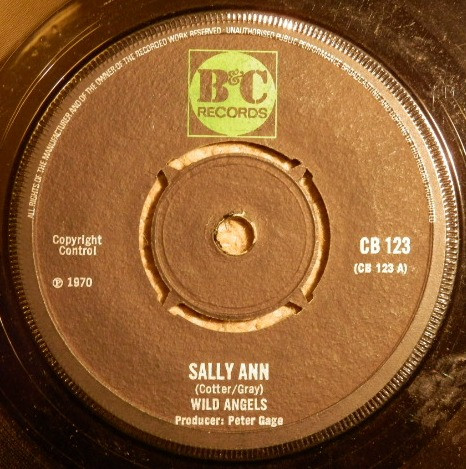 ALL RIGHTS OF THE MANUFACTURER AND OF THE OWNER OF THE RECORDED WORK RESERVED · UNAUTHORISED PUBLIC PERFORMANCE BROADCASTING AND COPYING OF THIS RECORD PROHIBITED
B&C
RECORDS
Copyright
Control
CB 123
(CB 123 A)
℗ 1970
SALLY ANN
(Cotter/Gray)
WILD ANGELS
Producer: Peter Gage